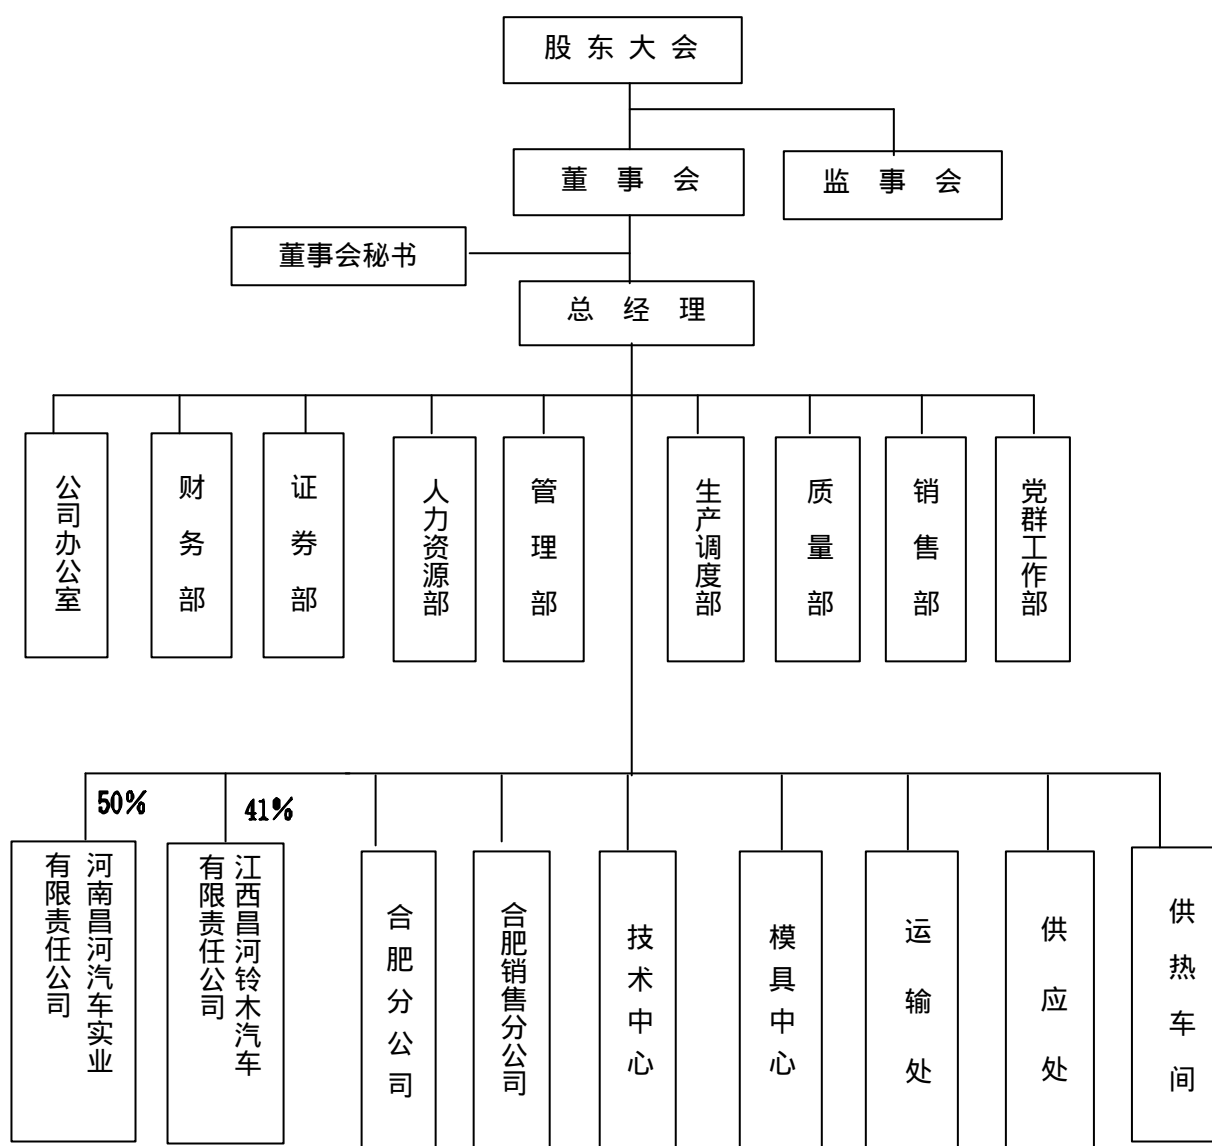 股东大会
董事会
监事会
董事会秘书
总经理
公司办公室
财务部
证券部
人力资源部
管理部
生产调度部
质量部
销售部
党群工作部
50%
41%
河南昌河汽车实业
有限责任公司
江西昌河铃木汽车
有限责任公司
合肥分公司
合肥销售分公司
技术中心
模具中心
运输处
供应处
供热车间